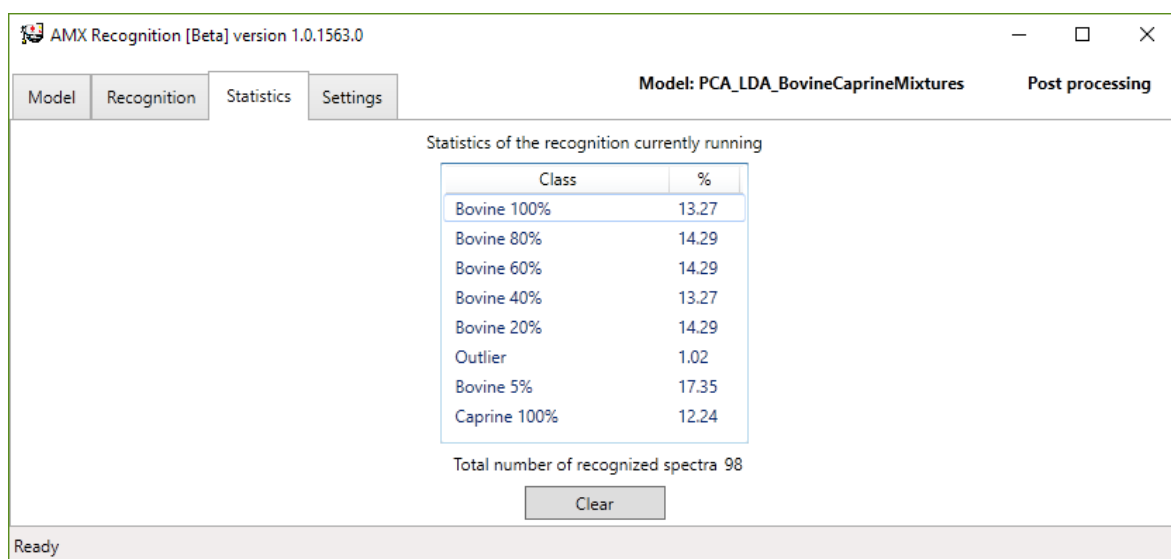 AMX Recognition [Beta] version 1.0.1563.0
Model Recognition Statistics Settings Model: PCA_LDA_BovineCaprineMixtures Post processing
Statistics of the recognition currently running
Class %
Bovine 100% 13.27
Bovine 80% 14.29
Bovine 60% 14.29
Bovine 40% 13.27
Bovine 20% 14.29
Outlier 1.02
Bovine 5% 17.35
Caprine 100% 12.24
Total number of recognized spectra 98
Clear
Ready